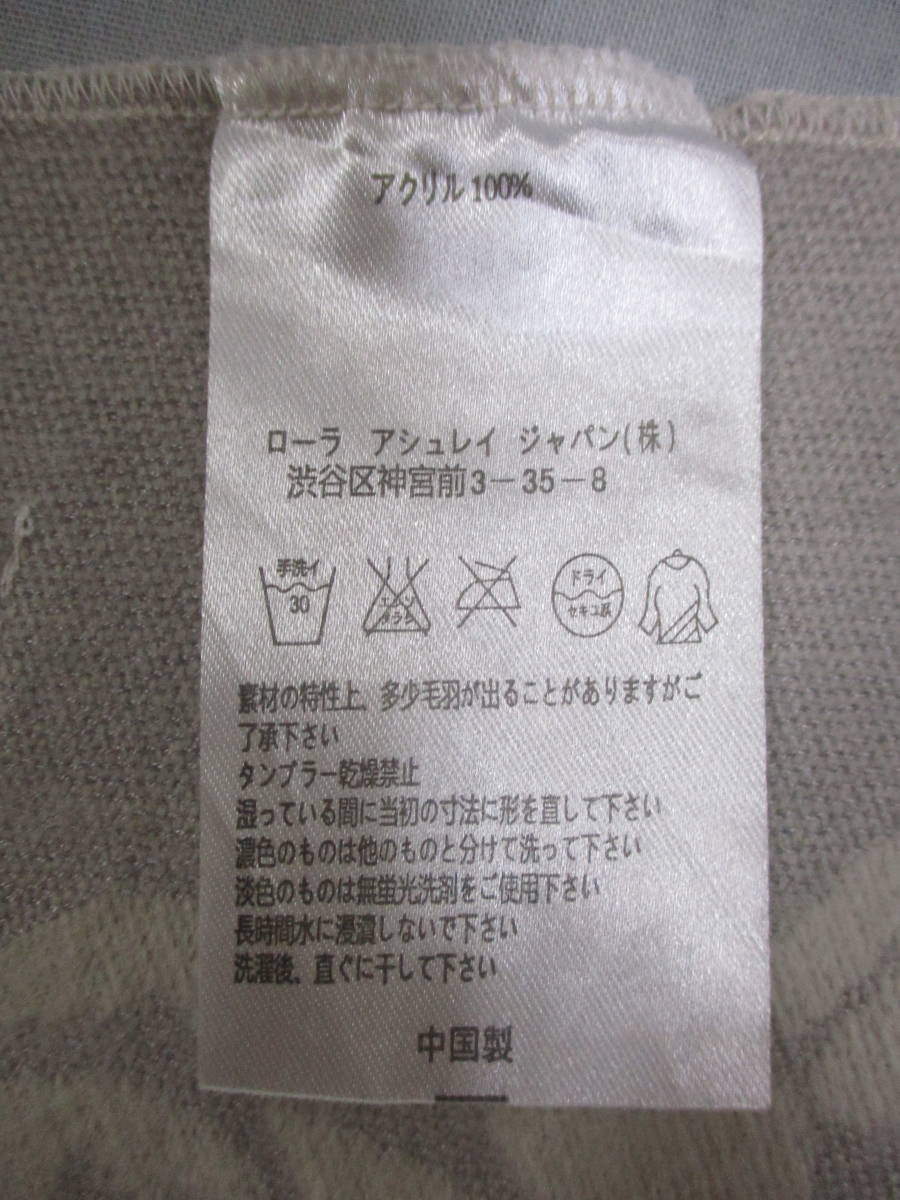 アクリル100%
ローラ アシュレイ ジャパン(株)
渋谷区神宮前3-35-8
手洗イ
30
エンソ
サラシ
ドライ
セキユ系
素材の特性上、多少毛羽が出ることがありますがご
了承下さい
タンブラー乾燥禁止
湿っている間に当初の寸法に形を直して下さい
濃色のものは他のものと分けて洗って下さい
淡色のものは無蛍光洗剤をご使用下さい
長時間水に浸漬しないで下さい
洗濯後、直ぐに干して下さい
中国製